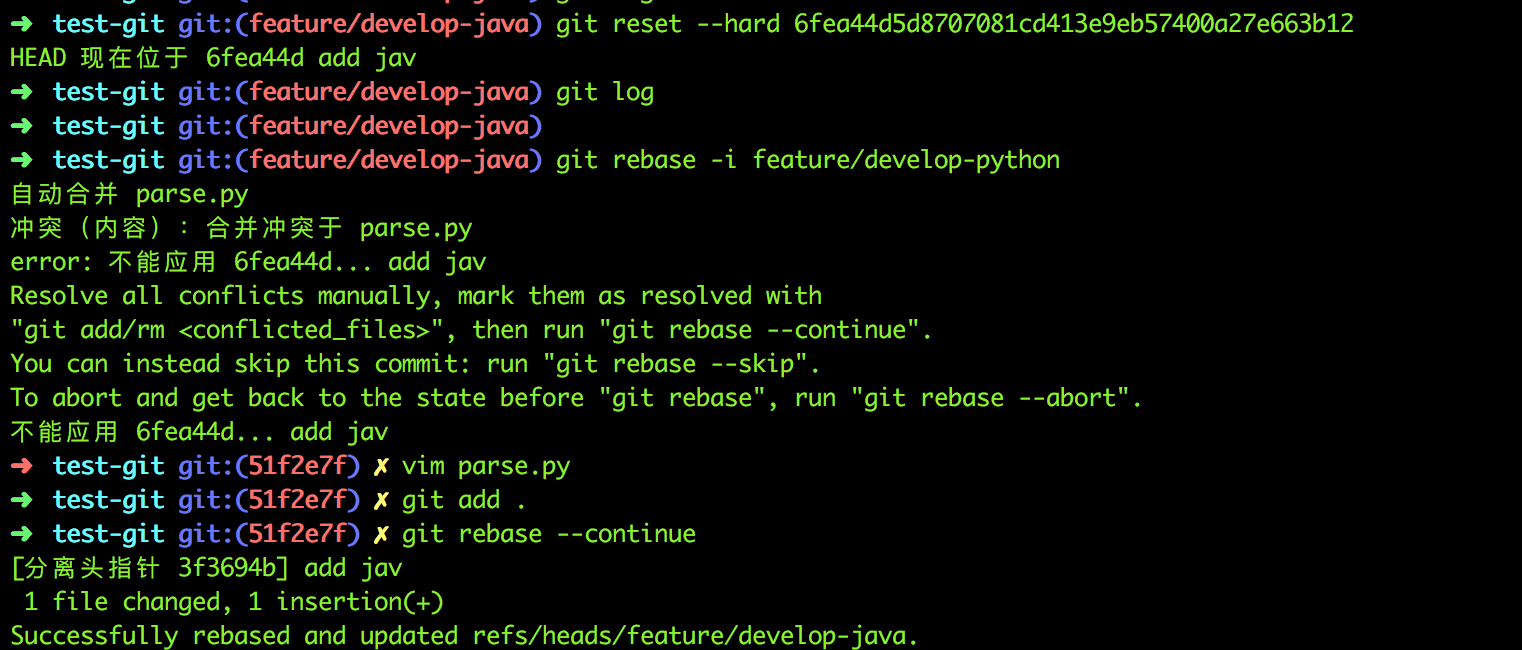 ➜ test-git git:(feature/develop-java) git reset --hard 6fea44d5d8707081cd413e9eb57400a27e663b12
HEAD 现在位于 6fea44d add jav
➜ test-git git:(feature/develop-java) git log
➜ test-git git:(feature/develop-java)
➜ test-git git:(feature/develop-java) git rebase -i feature/develop-python
自动合并 parse.py
冲突（内容）：合并冲突于 parse.py
error: 不能应用 6fea44d... add jav
Resolve all conflicts manually, mark them as resolved with
"git add/rm <conflicted_files>", then run "git rebase --continue".
You can instead skip this commit: run "git rebase --skip".
To abort and get back to the state before "git rebase", run "git rebase --abort".
不能应用 6fea44d... add jav
➜ test-git git:(51f2e7f) ✗ vim parse.py
➜ test-git git:(51f2e7f) ✗ git add .
➜ test-git git:(51f2e7f) ✗ git rebase --continue
[分离头指针 3f3694b] add jav
1 file changed, 1 insertion(+)
Successfully rebased and updated refs/heads/feature/develop-java.